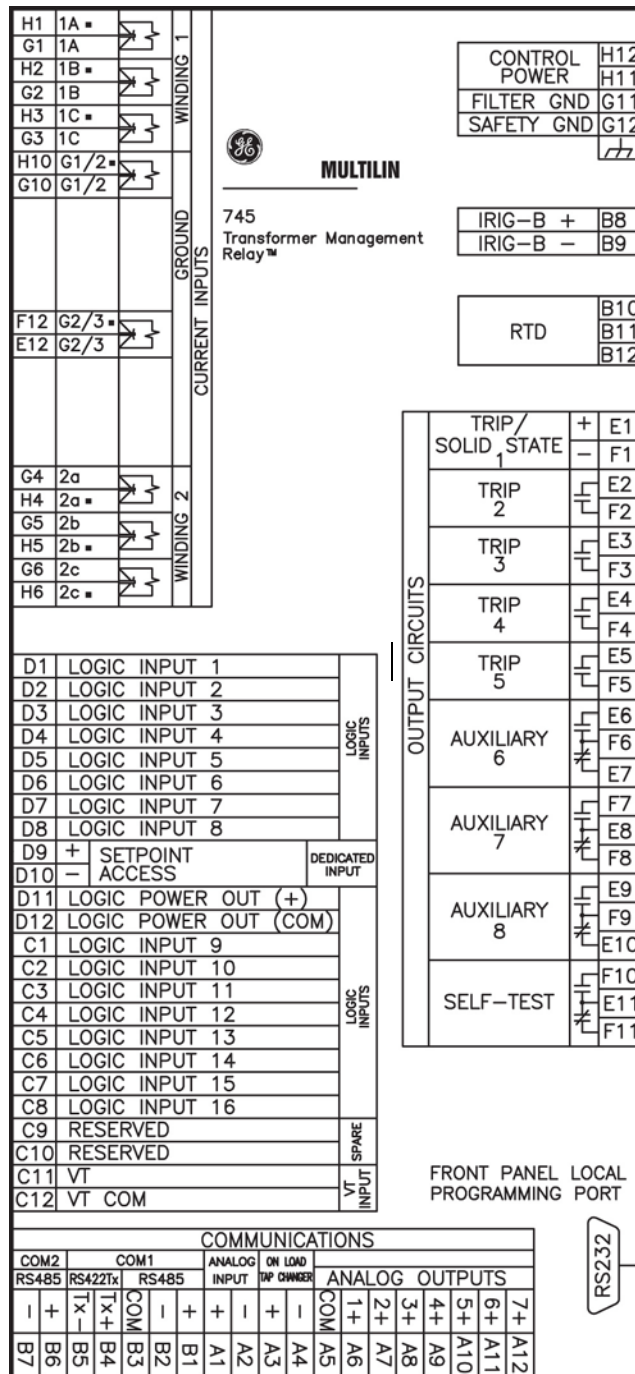 H1 1A ▪
G1 1A
H2 1B ▪
G2 1B
H3 1C ▪
G3 1C
WINDING 1
H10 G1/2 ▪
G10 G1/2
F12 G2/3 ▪
E12 G2/3
GROUND
CURRENT INPUTS
G4 2a
H4 2a ▪
G5 2b
H5 2b ▪
G6 2c
H6 2c ▪
WINDING 2
MULTILIN
745
Transformer Management
Relay™
CONTROL H12
POWER H11
FILTER GND G11
SAFETY GND G12
IRIG-B + B8
IRIG-B - B9
RTD
B10
B11
B12
OUTPUT CIRCUITS
TRIP/ + E1
SOLID STATE
1 - F1
TRIP E2
2 F2
TRIP E3
3 F3
TRIP E4
4 F4
TRIP E5
5 F5
AUXILIARY
6
E6
F6
E7
AUXILIARY
7
F7
E8
F8
AUXILIARY
8
E9
F9
E10
SELF-TEST
F10
E11
F11
D1 LOGIC INPUT 1
D2 LOGIC INPUT 2
D3 LOGIC INPUT 3
D4 LOGIC INPUT 4
D5 LOGIC INPUT 5
D6 LOGIC INPUT 6
D7 LOGIC INPUT 7
D8 LOGIC INPUT 8
LOGIC
INPUTS
D9 + SETPOINT
D10 - ACCESS
DEDICATED
INPUT
D11 LOGIC POWER OUT (+)
D12 LOGIC POWER OUT (COM)
C1 LOGIC INPUT 9
C2 LOGIC INPUT 10
C3 LOGIC INPUT 11
C4 LOGIC INPUT 12
C5 LOGIC INPUT 13
C6 LOGIC INPUT 14
C7 LOGIC INPUT 15
C8 LOGIC INPUT 16
LOGIC
INPUTS
C9 RESERVED
C10 RESERVED
SPARE
C11 VT
C12 VT COM
VT
INPUT
FRONT PANEL LOCAL
PROGRAMMING PORT
RS232
COMMUNICATIONS
COM2 COM1 ANALOG ON LOAD
RS485 RS422Tx RS485 INPUT TAP CHANGER ANALOG OUTPUTS
- + Tx- Tx+ COM - + + - + - COM 1+ 2+ 3+ 4+ 5+ 6+ 7+
B7 B6 B5 B4 B3 B2 B1 A1 A2 A3 A4 A5 A6 A7 A8 A9 A10 A11 A12